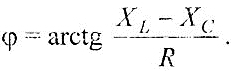 φ = arctg (X_L − X_C) / R .